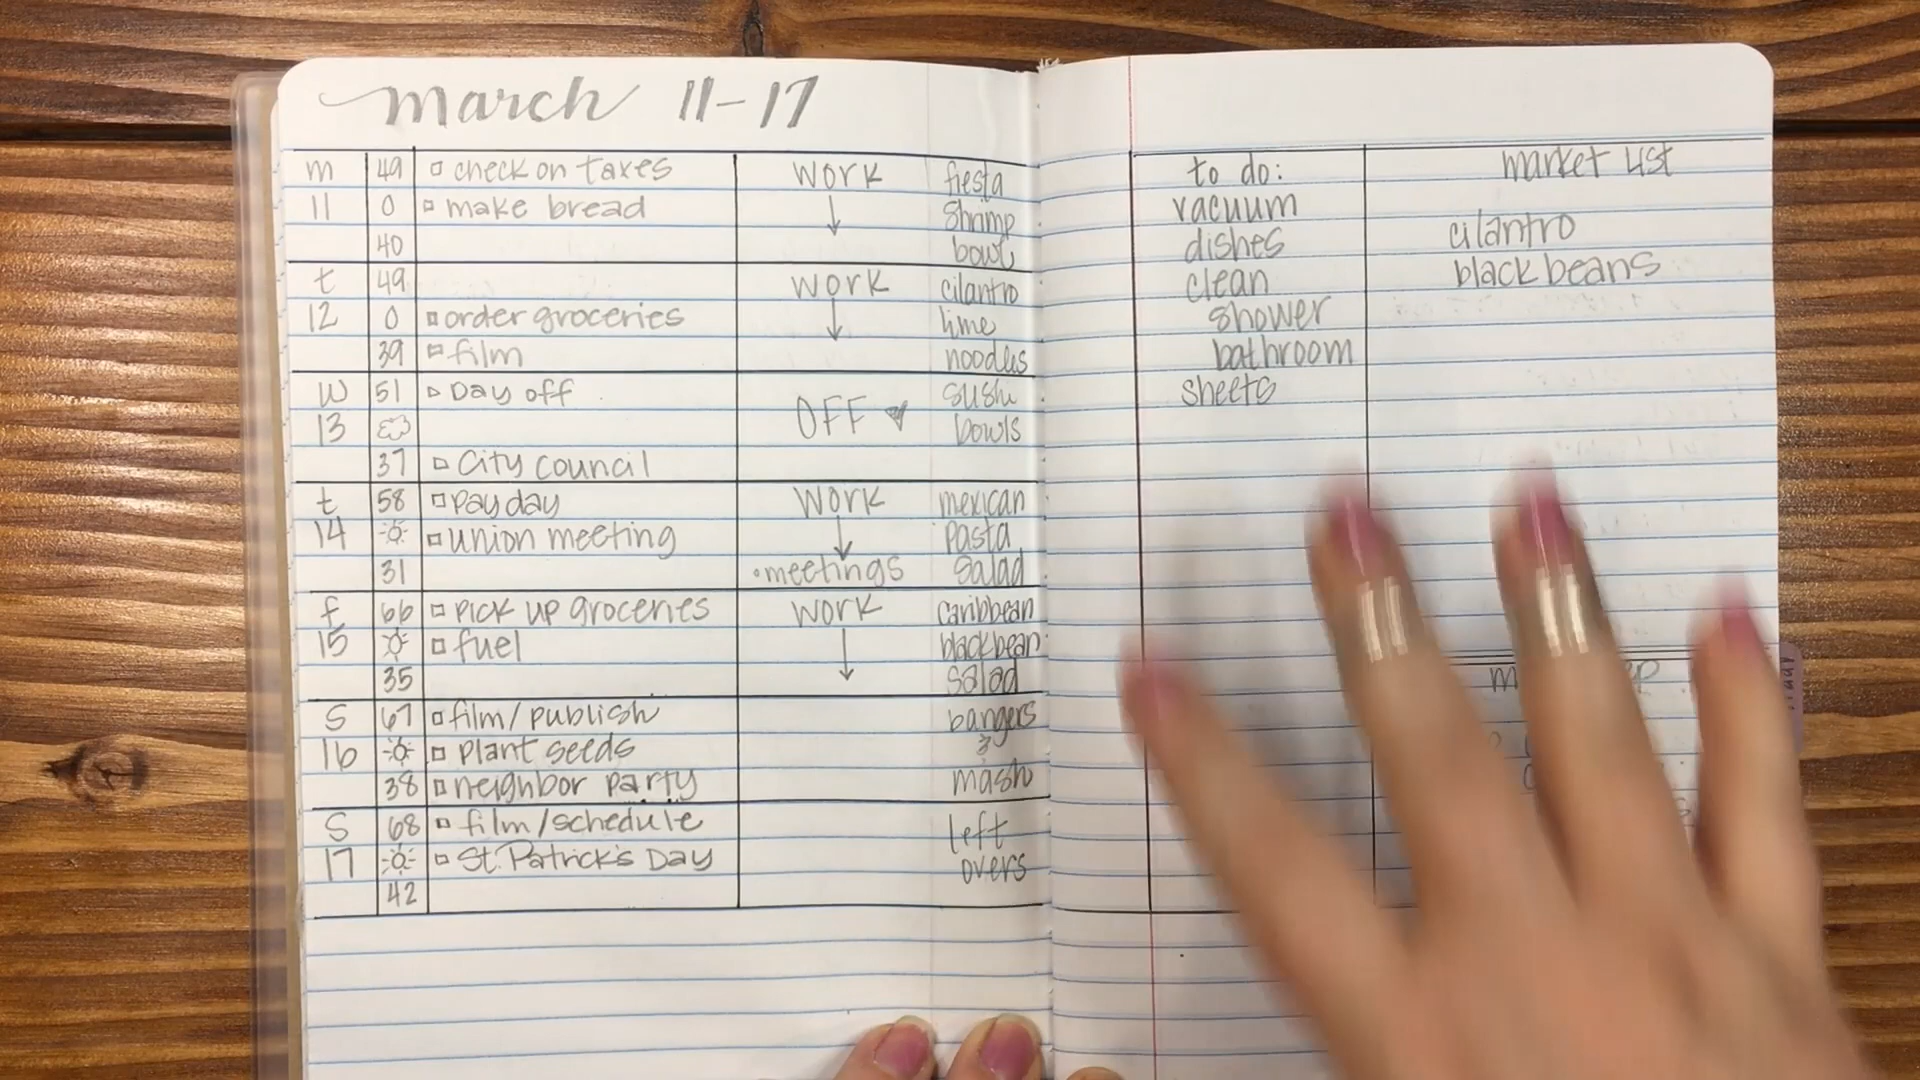 march 11-17
m 49 check on taxes WORK fiesta
11 0 make bread shrimp
40 bowl
t 49 WORK cilantro
12 0 order groceries lime
39 film noodles
W 51 Day off OFF sushi
13 bowls
37 City council
t 58 payday WORK mexican
14 union meeting pasta
31 meetings salad
f 66 pick up groceries WORK caribbean
15 fuel blackbean
35 salad
S 67 film/publish bangers
16 plant seeds &
38 neighbor party mash
S 68 film/schedule left
17 St. Patrick's Day overs
42
to do:
vacuum
dishes
clean
shower
bathroom
sheets
market list
cilantro
black beans